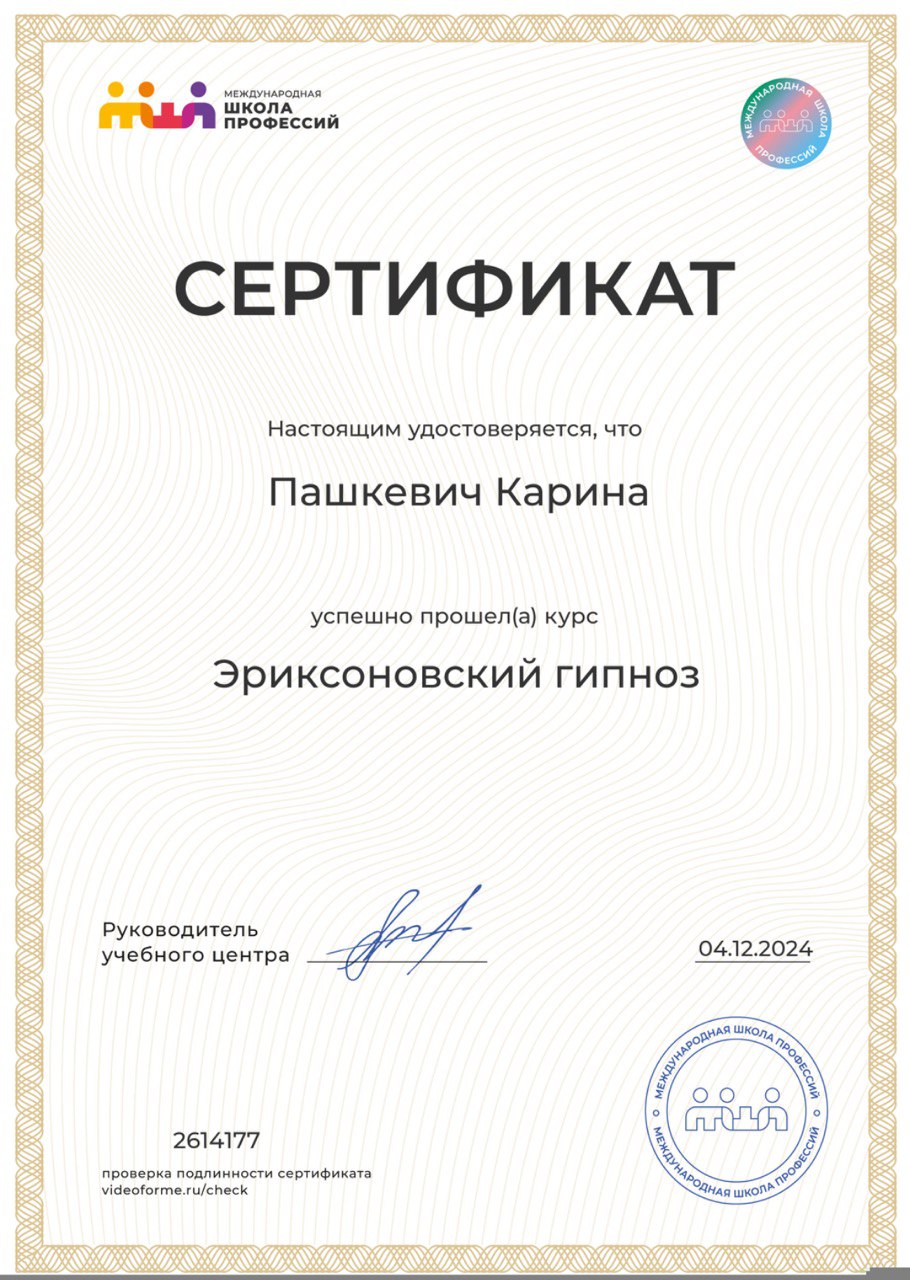 МЕЖДУНАРОДНАЯ
ШКОЛА
ПРОФЕССИЙ
МЕЖДУНАРОДНАЯ ШКОЛА ПРОФЕССИЙ
СЕРТИФИКАТ
Настоящим удостоверяется, что
Пашкевич Карина
успешно прошел(а) курс
Эриксоновский гипноз
Руководитель
учебного центра
04.12.2024
МЕЖДУНАРОДНАЯ ШКОЛА ПРОФЕССИЙ
МЕЖДУНАРОДНАЯ ШКОЛА ПРОФЕССИЙ
2614177
проверка подлинности сертификата
videoforme.ru/check